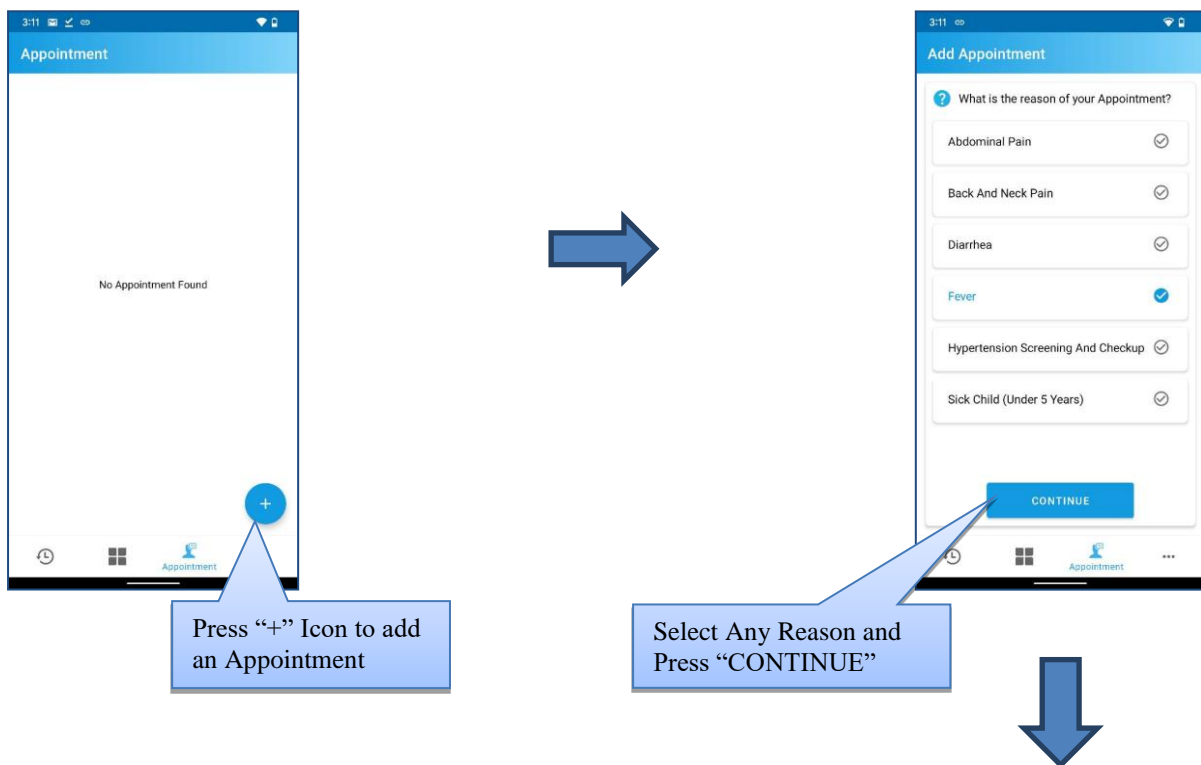 3:11
Appointment
No Appointment Found
+
Appointment
Press “+” Icon to add
an Appointment
3:11
Add Appointment
? What is the reason of your Appointment?
Abdominal Pain
Back And Neck Pain
Diarrhea
Fever
Hypertension Screening And Checkup
Sick Child (Under 5 Years)
CONTINUE
Appointment
Select Any Reason and
Press “CONTINUE”